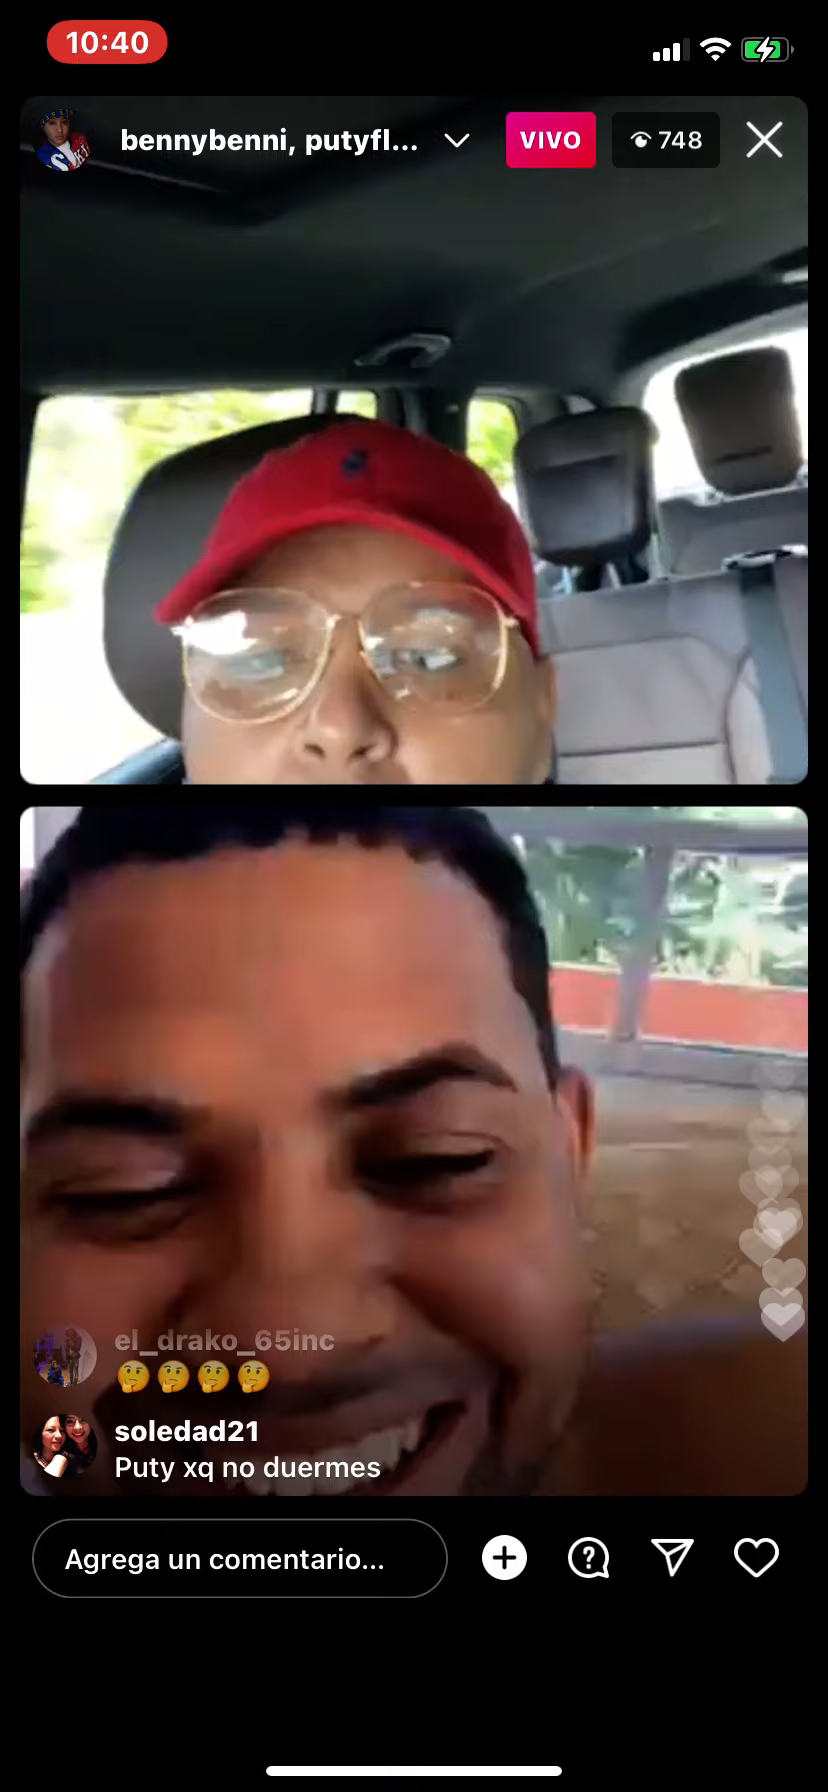 10:40
bennybenni, putyfl...
VIVO
748
el_drako_65inc
🤔🤔🤔🤔
soledad21
Puty xq no duermes
Agrega un comentario...